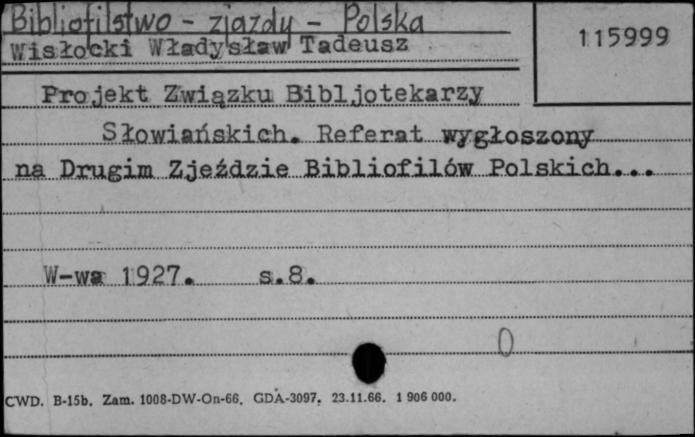 Bibliofilstwo - zjazdy - Polska
Wisłocki Władysław Tadeusz
115999
Projekt Związku Bibljotekarzy
Słowiańskich. Referat wygłoszony
na Drugim Zjeździe Bibliofilów Polskich...
W-wa 1927. s.8.
0
CWD. B-15b. Zam. 1008-DW-On-66. GDA-3097. 23.11.66. 1 906 000.